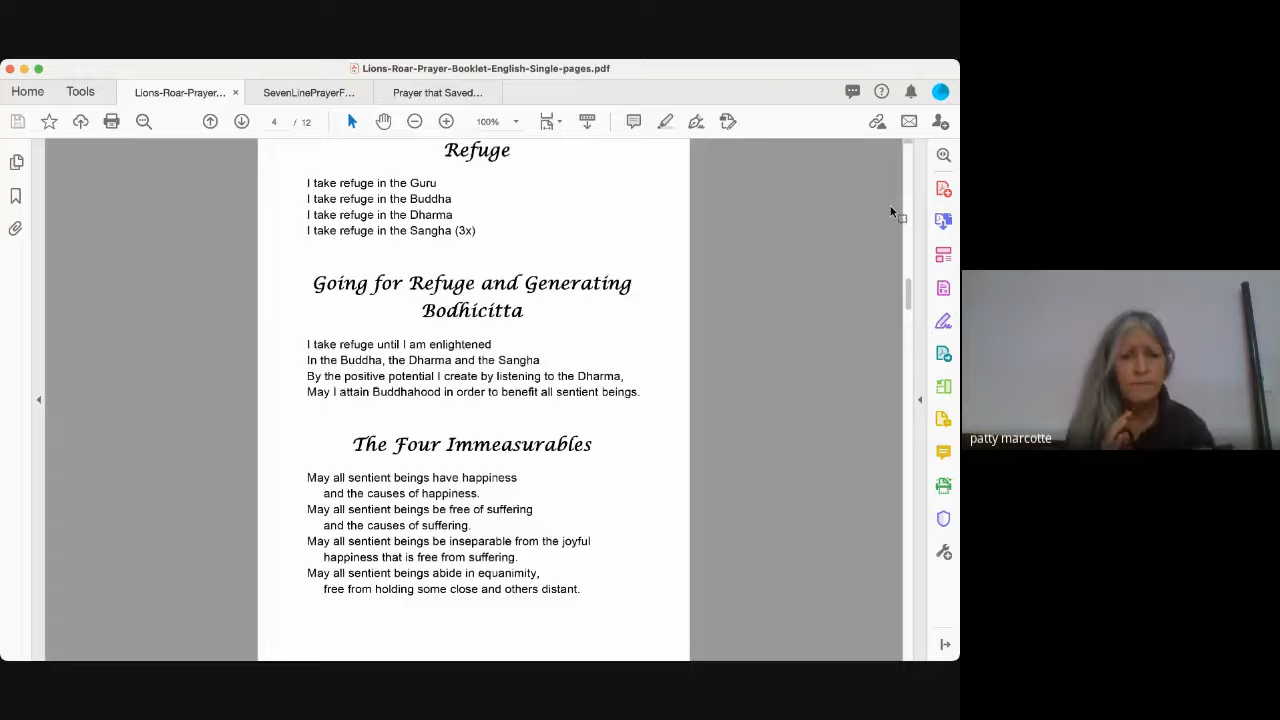 Lions-Roar-Prayer-Booklet-English-Single-pages.pdf
Home Tools Lions-Roar-Prayer... × SevenLinePrayerF... Prayer that Saved...
4 / 12 100%
Refuge
I take refuge in the Guru
I take refuge in the Buddha
I take refuge in the Dharma
I take refuge in the Sangha (3x)
Going for Refuge and Generating
Bodhicitta
I take refuge until I am enlightened
In the Buddha, the Dharma and the Sangha
By the positive potential I create by listening to the Dharma,
May I attain Buddhahood in order to benefit all sentient beings.
The Four Immeasurables
May all sentient beings have happiness
and the causes of happiness.
May all sentient beings be free of suffering
and the causes of suffering.
May all sentient beings be inseparable from the joyful
happiness that is free from suffering.
May all sentient beings abide in equanimity,
free from holding some close and others distant.
patty marcotte